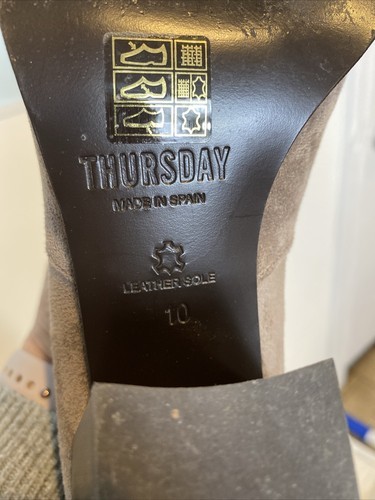 THURSDAY
MADE IN SPAIN
LEATHER SOLE
10